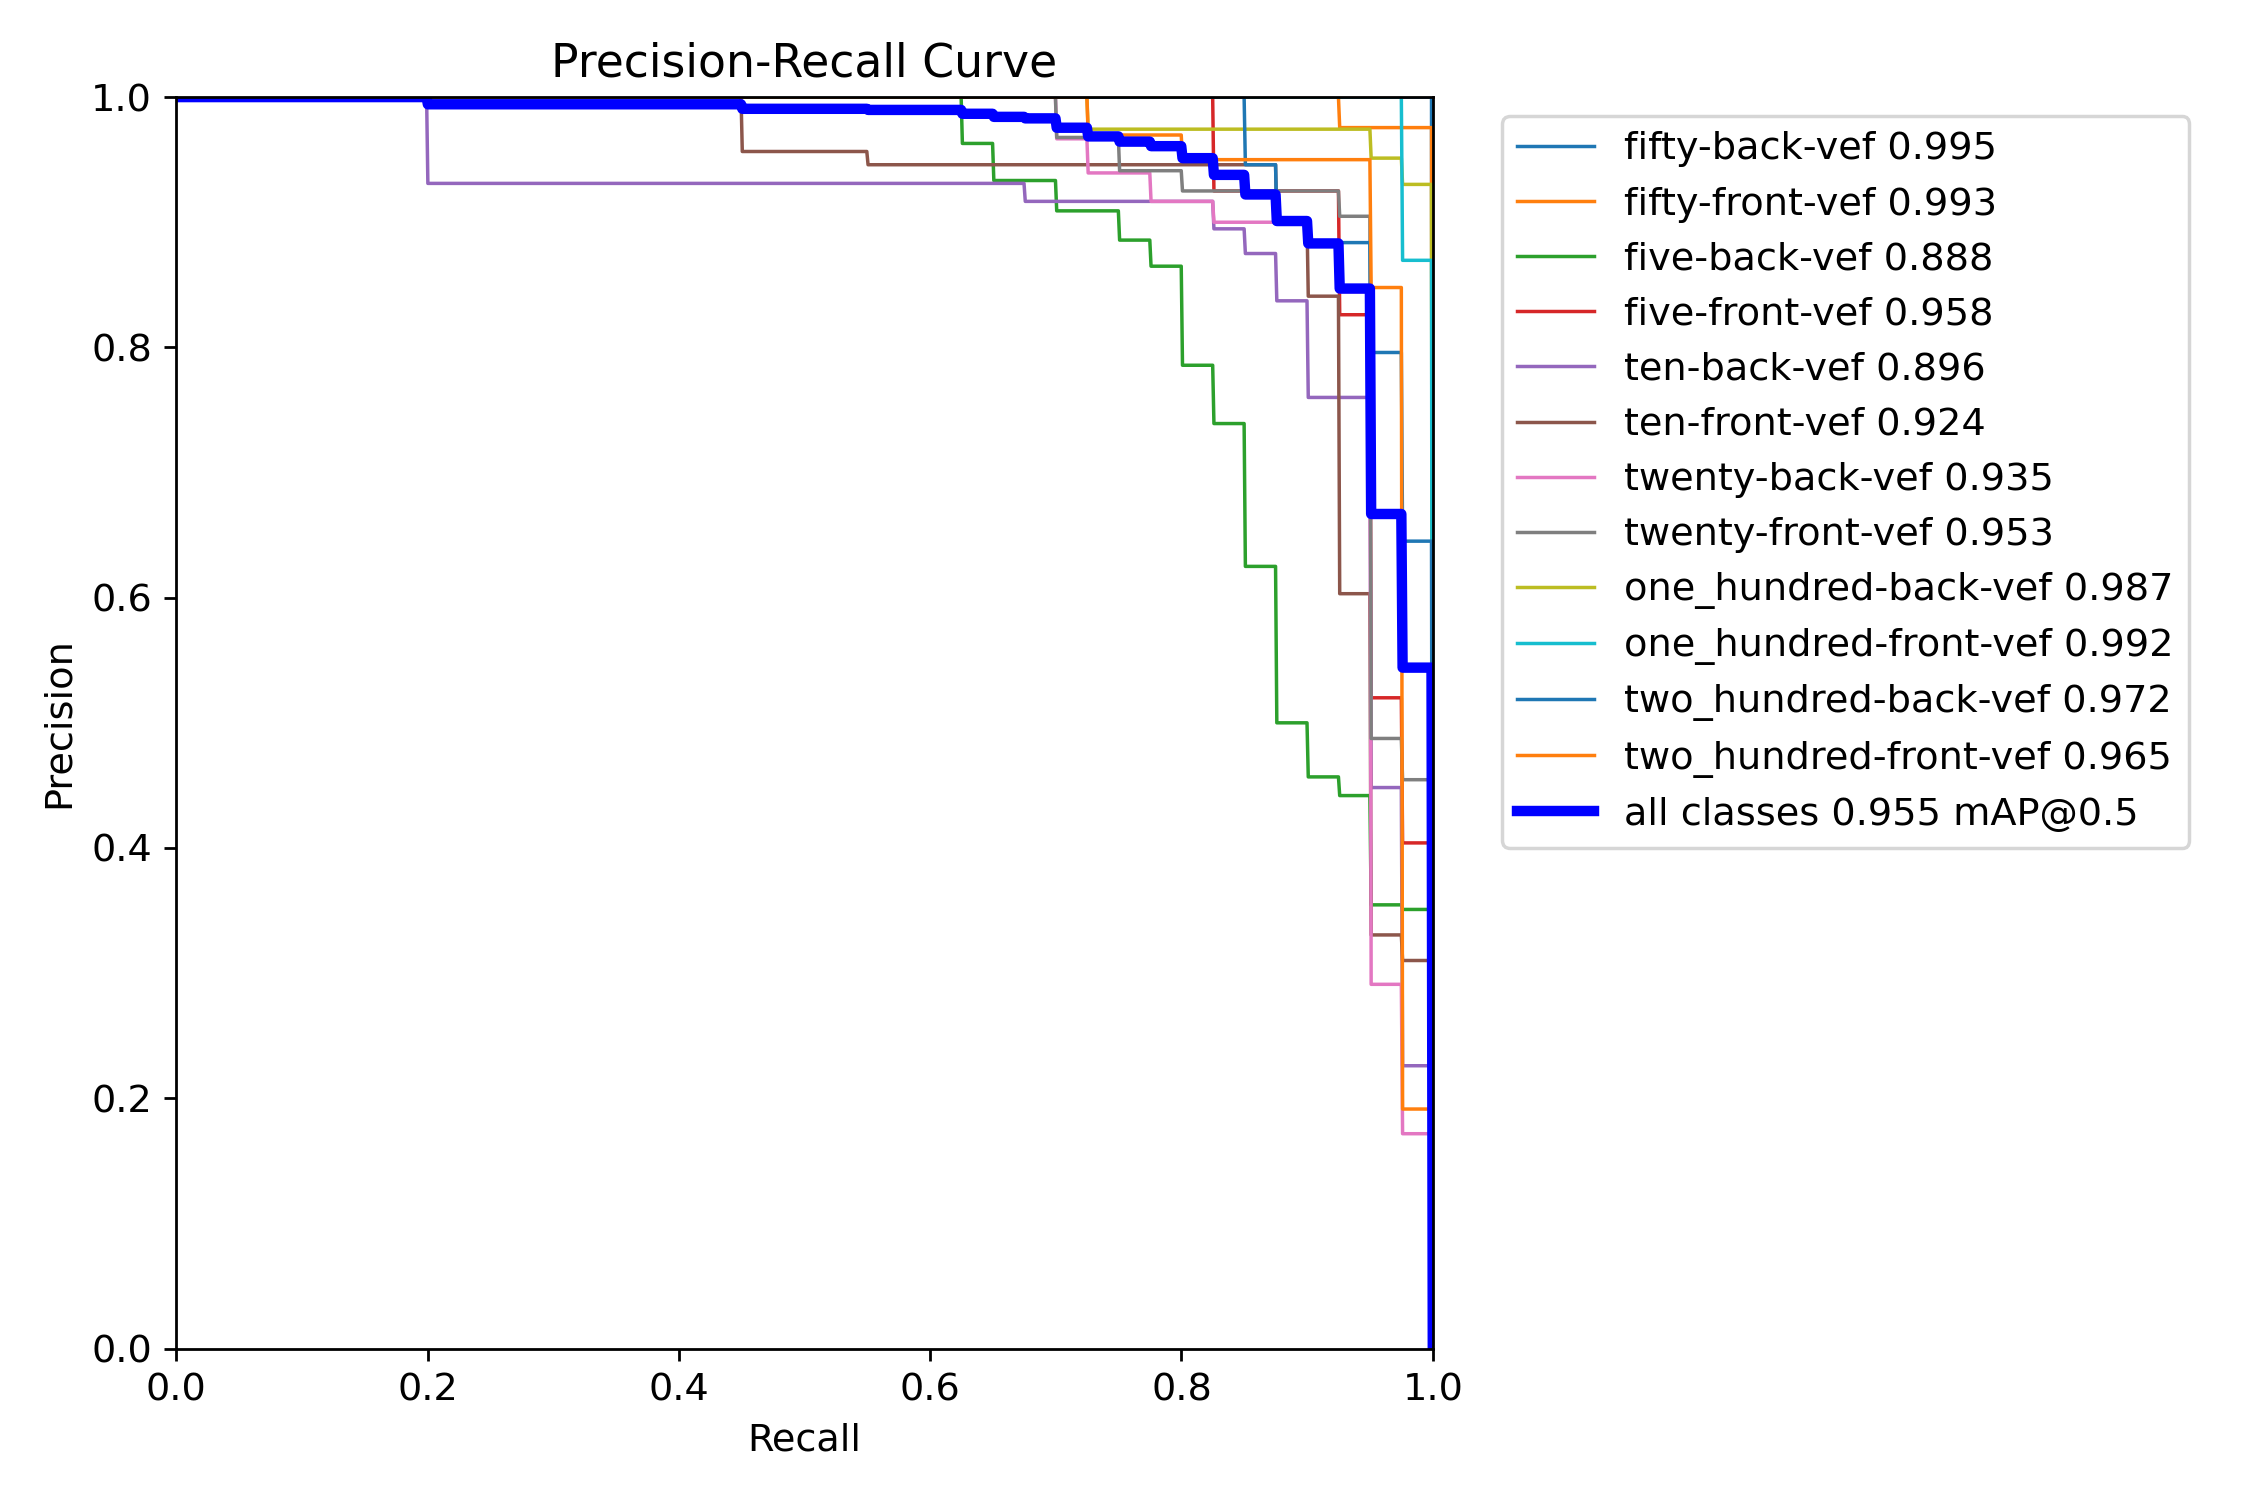 Precision-Recall Curve
1.0
0.8
0.6
0.4
0.2
0.0
Precision
0.0 0.2 0.4 0.6 0.8 1.0
Recall
fifty-back-vef 0.995
fifty-front-vef 0.993
five-back-vef 0.888
five-front-vef 0.958
ten-back-vef 0.896
ten-front-vef 0.924
twenty-back-vef 0.935
twenty-front-vef 0.953
one_hundred-back-vef 0.987
one_hundred-front-vef 0.992
two_hundred-back-vef 0.972
two_hundred-front-vef 0.965
all classes 0.955 mAP@0.5